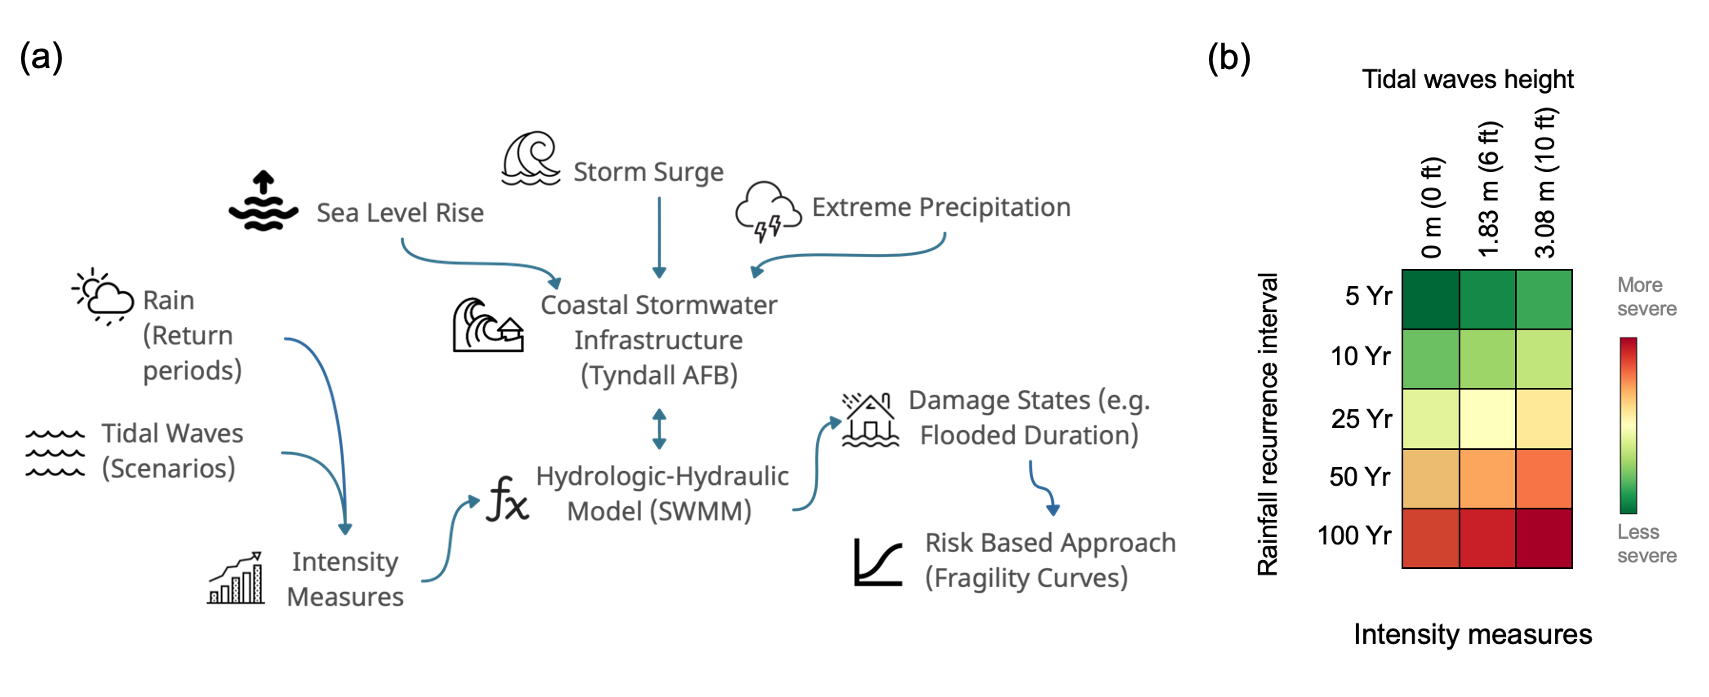 (a)
Storm Surge
Sea Level Rise
Extreme Precipitation
Rain
(Return
periods)
Coastal Stormwater
Infrastructure
(Tyndall AFB)
Tidal Waves
(Scenarios)
Damage States (e.g.
Flooded Duration)
fx
Hydrologic-Hydraulic
Model (SWMM)
Intensity
Measures
Risk Based Approach
(Fragility Curves)
(b)
Tidal waves height
0 m (0 ft)
1.83 m (6 ft)
3.08 m (10 ft)
Rainfall recurrence interval
5 Yr
10 Yr
25 Yr
50 Yr
100 Yr
More
severe
Less
severe
Intensity measures